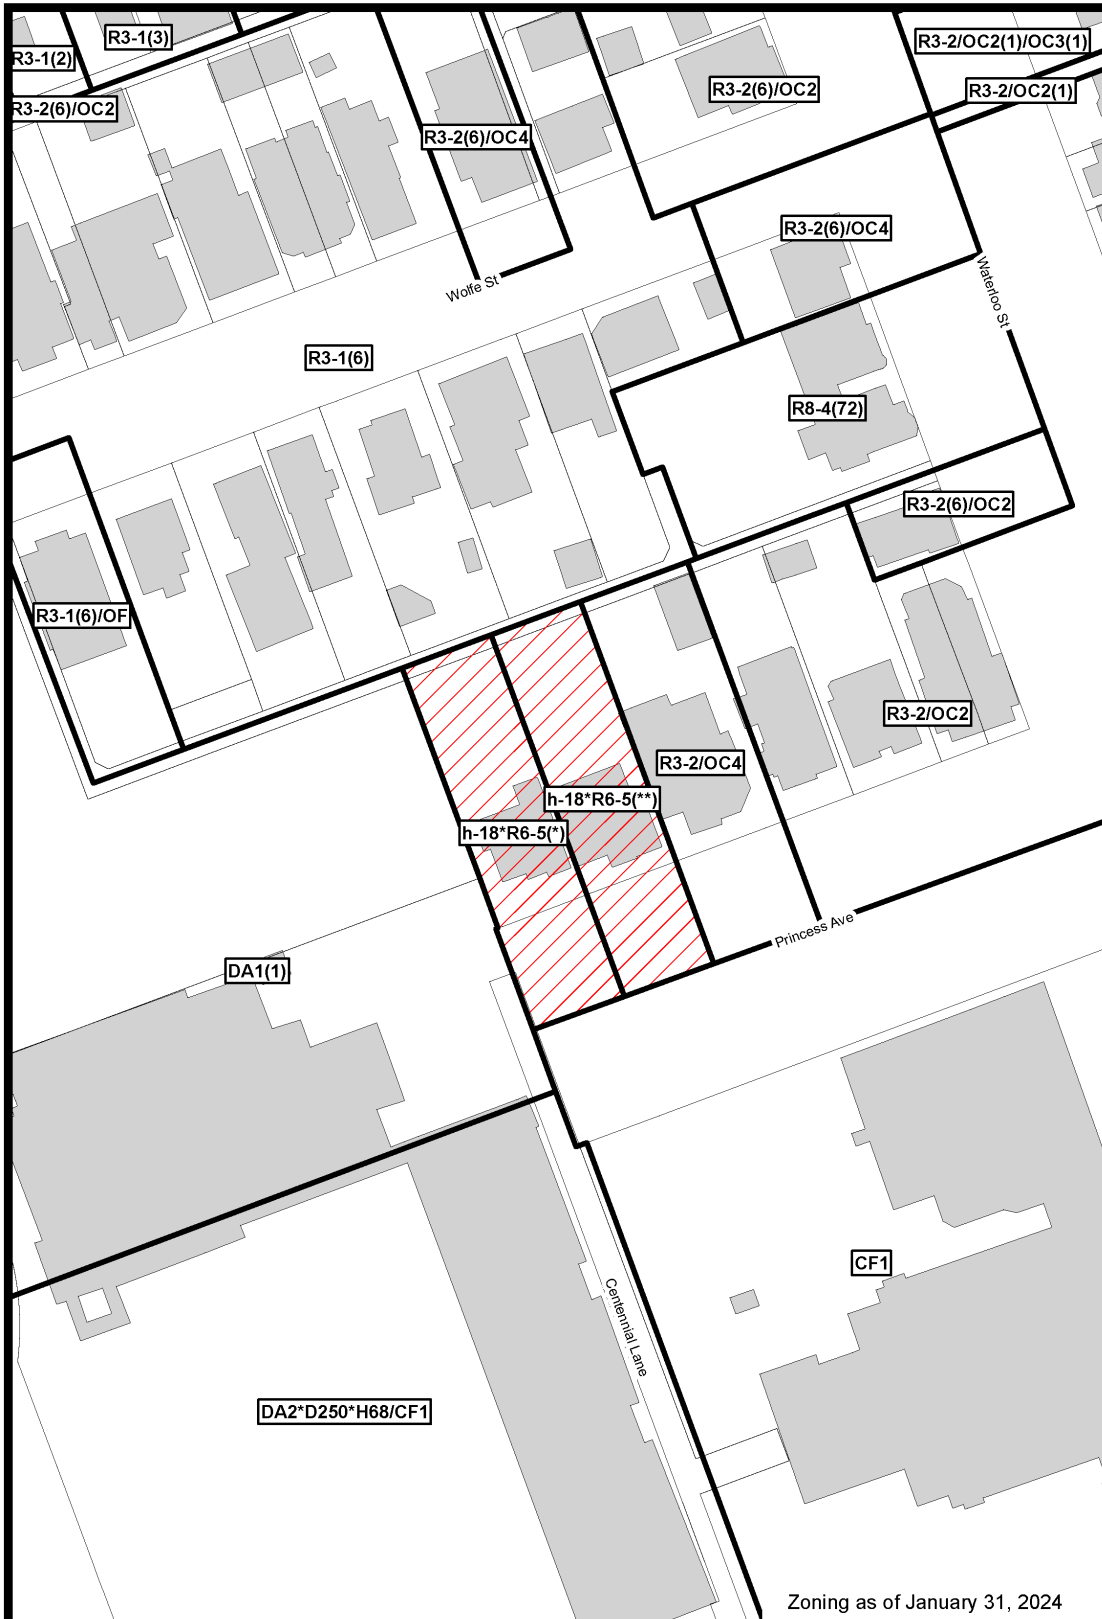 R3-1(3)
R3-2/OC2(1)/OC3(1)
R3-1(2)
R3-2(6)/OC2
R3-2/OC2(1)
R3-2(6)/OC2
R3-2(6)/OC4
R3-2(6)/OC4
Wolfe St
Waterloo St
R3-1(6)
R8-4(72)
R3-2(6)/OC2
R3-1(6)/OF
R3-2/OC2
R3-2/OC4
h-18*R6-5(**)
h-18*R6-5(*)
Princess Ave
DA1(1)
CF1
Centennial Lane
DA2*D250*H68/CF1
Zoning as of January 31, 2024